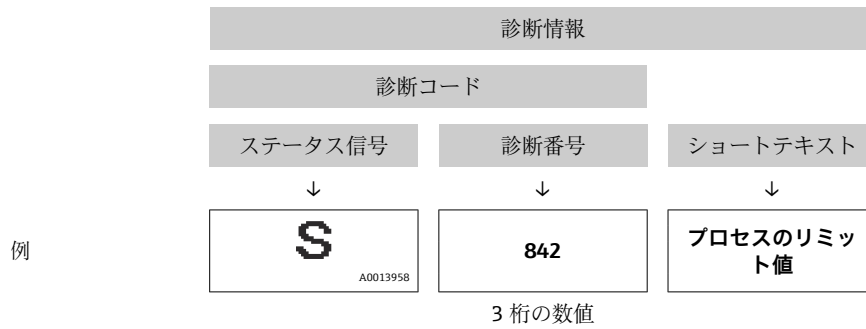 診断情報
診断コード
ステータス信号 診断番号 ショートテキスト
↓ ↓ ↓
例 S A0013958 842 プロセスのリミッ
ト値
3 桁の数値